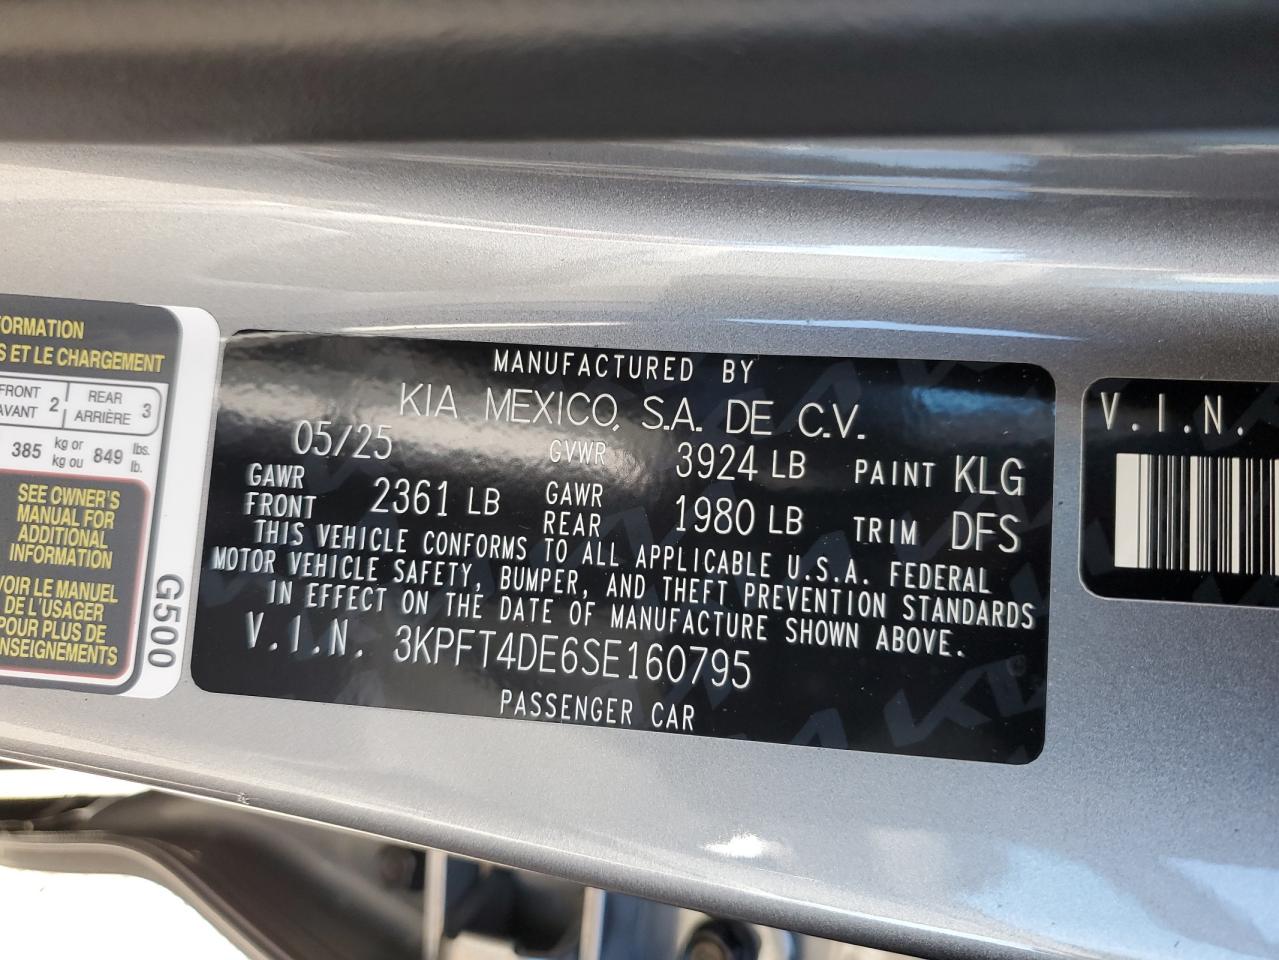 FORMATION
S ET LE CHARGEMENT
FRONT AVANT 2 REAR ARRIÈRE 3
385 kg or kg ou 849 lbs. lb.
SEE OWNER'S
MANUAL FOR
ADDITIONAL
INFORMATION
VOIR LE MANUEL
DE L'USAGER
POUR PLUS DE
NSEIGNEMENTS
G500
MANUFACTURED BY
KIA MEXICO, S.A. DE C.V.
05/25 GVWR 3924 LB PAINT KLG
GAWR FRONT 2361 LB GAWR REAR 1980 LB TRIM DFS
THIS VEHICLE CONFORMS TO ALL APPLICABLE U.S.A. FEDERAL
MOTOR VEHICLE SAFETY, BUMPER, AND THEFT PREVENTION STANDARDS
IN EFFECT ON THE DATE OF MANUFACTURE SHOWN ABOVE.
V.I.N. 3KPFT4DE6SE160795
PASSENGER CAR
V.I.N.